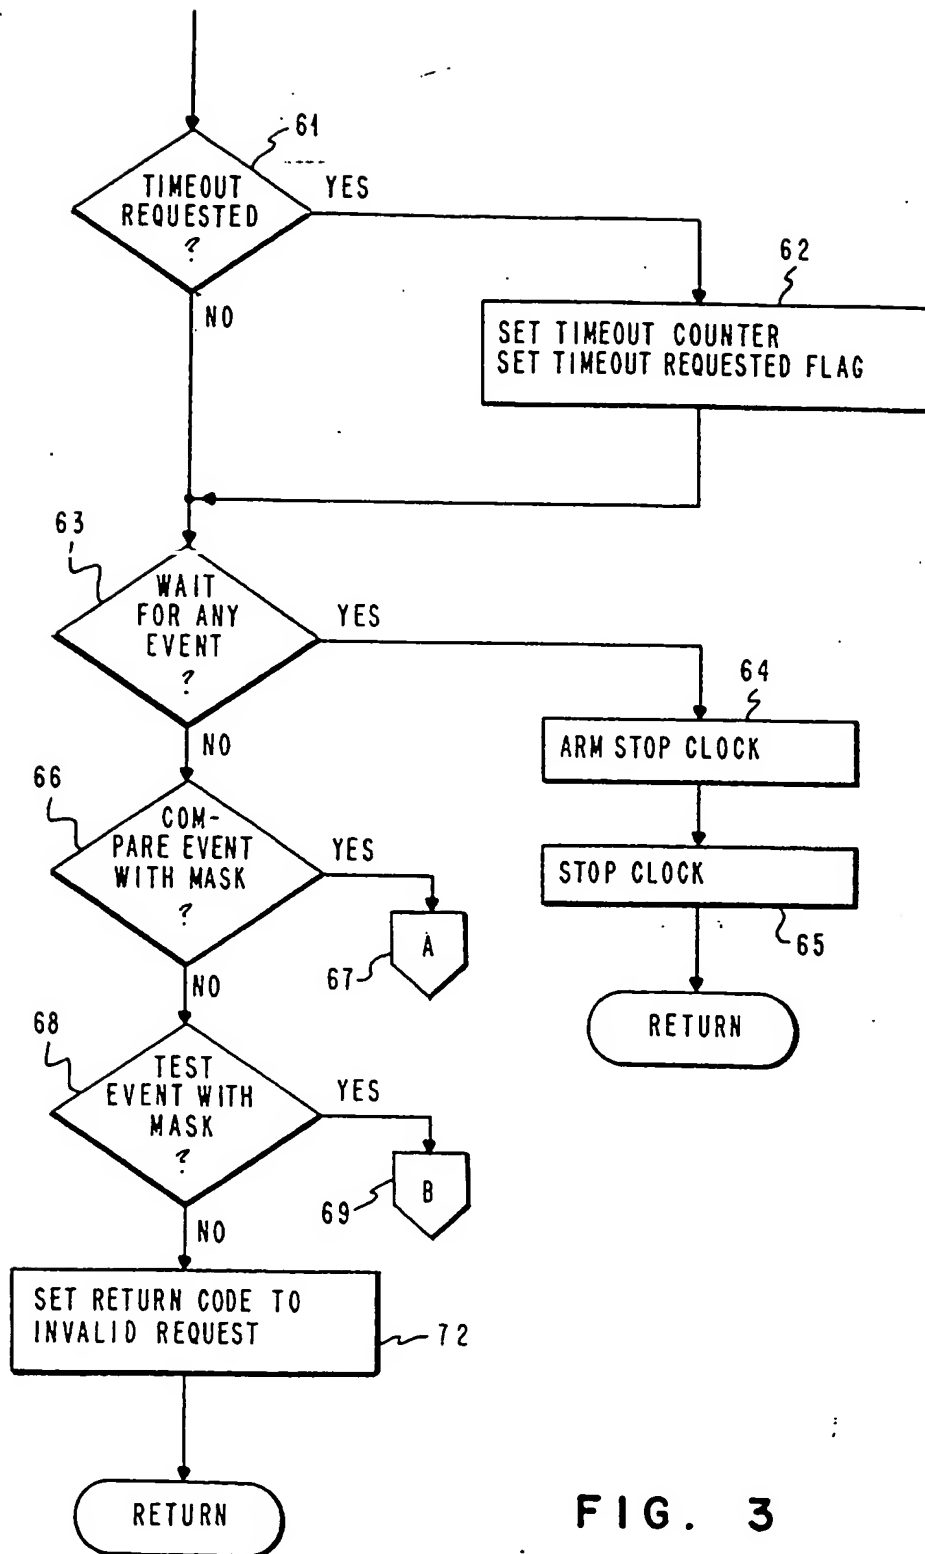 61
TIMEOUT
REQUESTED
?
YES
NO
62
SET TIMEOUT COUNTER
SET TIMEOUT REQUESTED FLAG
63
WAIT
FOR ANY
EVENT
?
YES
NO
64
ARM STOP CLOCK
STOP CLOCK
65
RETURN
66
COM-
PARE EVENT
WITH MASK
?
YES
A
67
NO
68
TEST
EVENT WITH
MASK
?
YES
B
69
NO
SET RETURN CODE TO
INVALID REQUEST
72
RETURN
FIG. 3